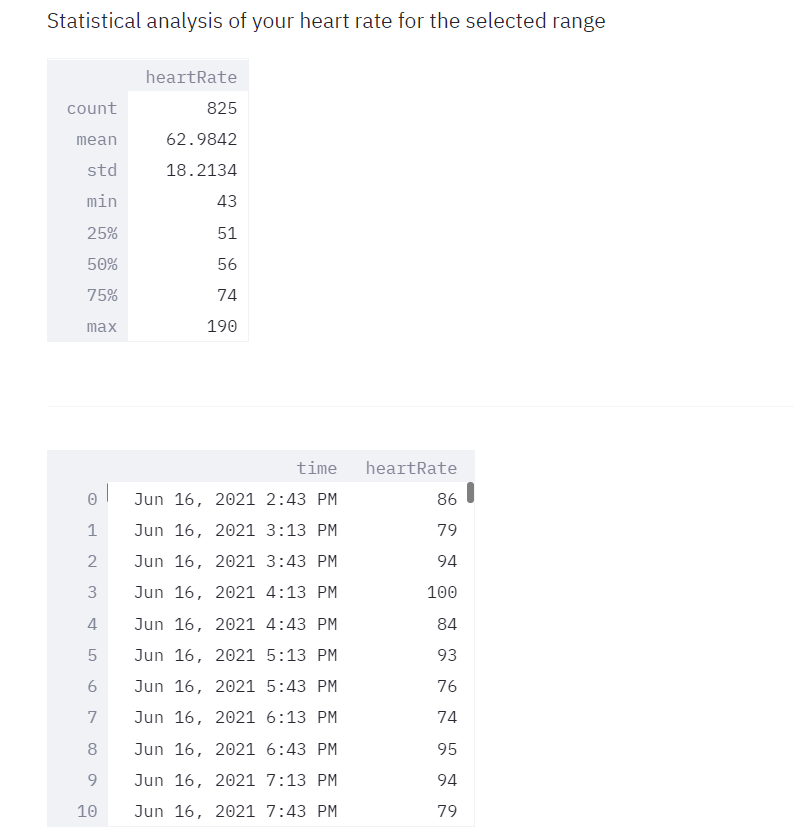 Statistical analysis of your heart rate for the selected range
heartRate
count 825
mean 62.9842
std 18.2134
min 43
25% 51
50% 56
75% 74
max 190
time heartRate
0 Jun 16, 2021 2:43 PM 86
1 Jun 16, 2021 3:13 PM 79
2 Jun 16, 2021 3:43 PM 94
3 Jun 16, 2021 4:13 PM 100
4 Jun 16, 2021 4:43 PM 84
5 Jun 16, 2021 5:13 PM 93
6 Jun 16, 2021 5:43 PM 76
7 Jun 16, 2021 6:13 PM 74
8 Jun 16, 2021 6:43 PM 95
9 Jun 16, 2021 7:13 PM 94
10 Jun 16, 2021 7:43 PM 79